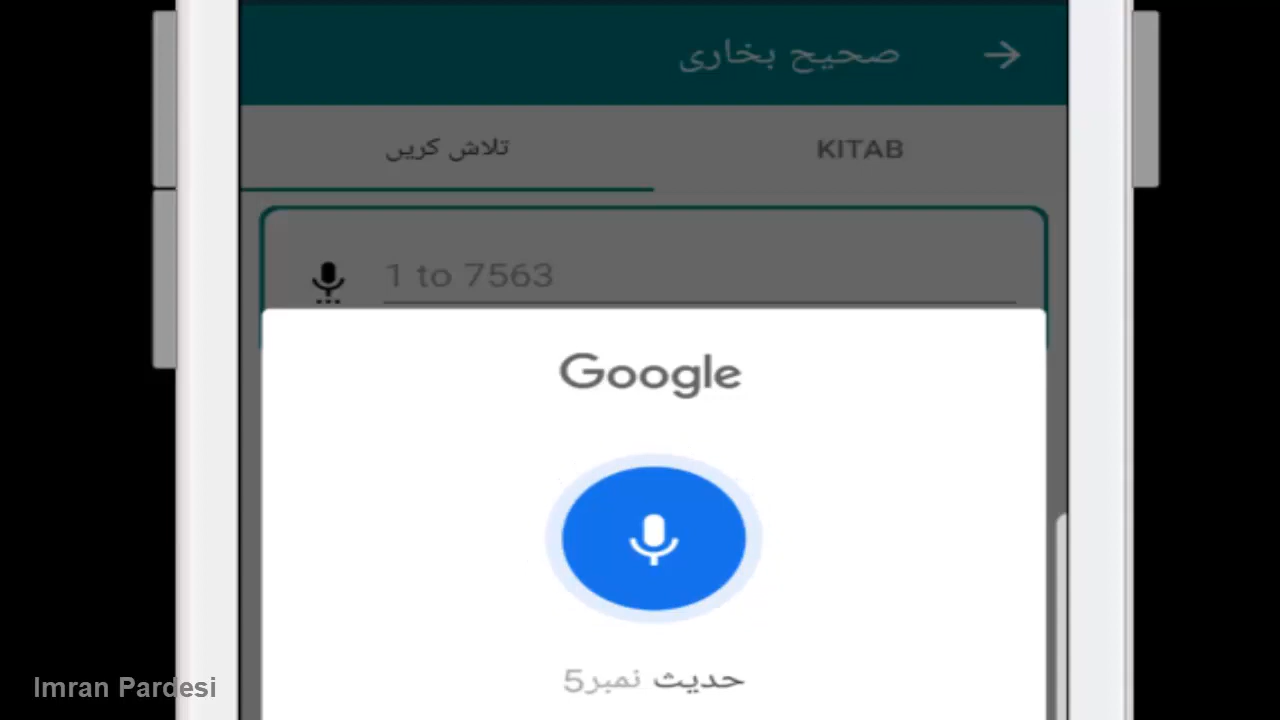 صحیح بخاری
KITAB
تلاش کریں
1 to 7563
Google
حدیث نمبر5
Imran Pardesi